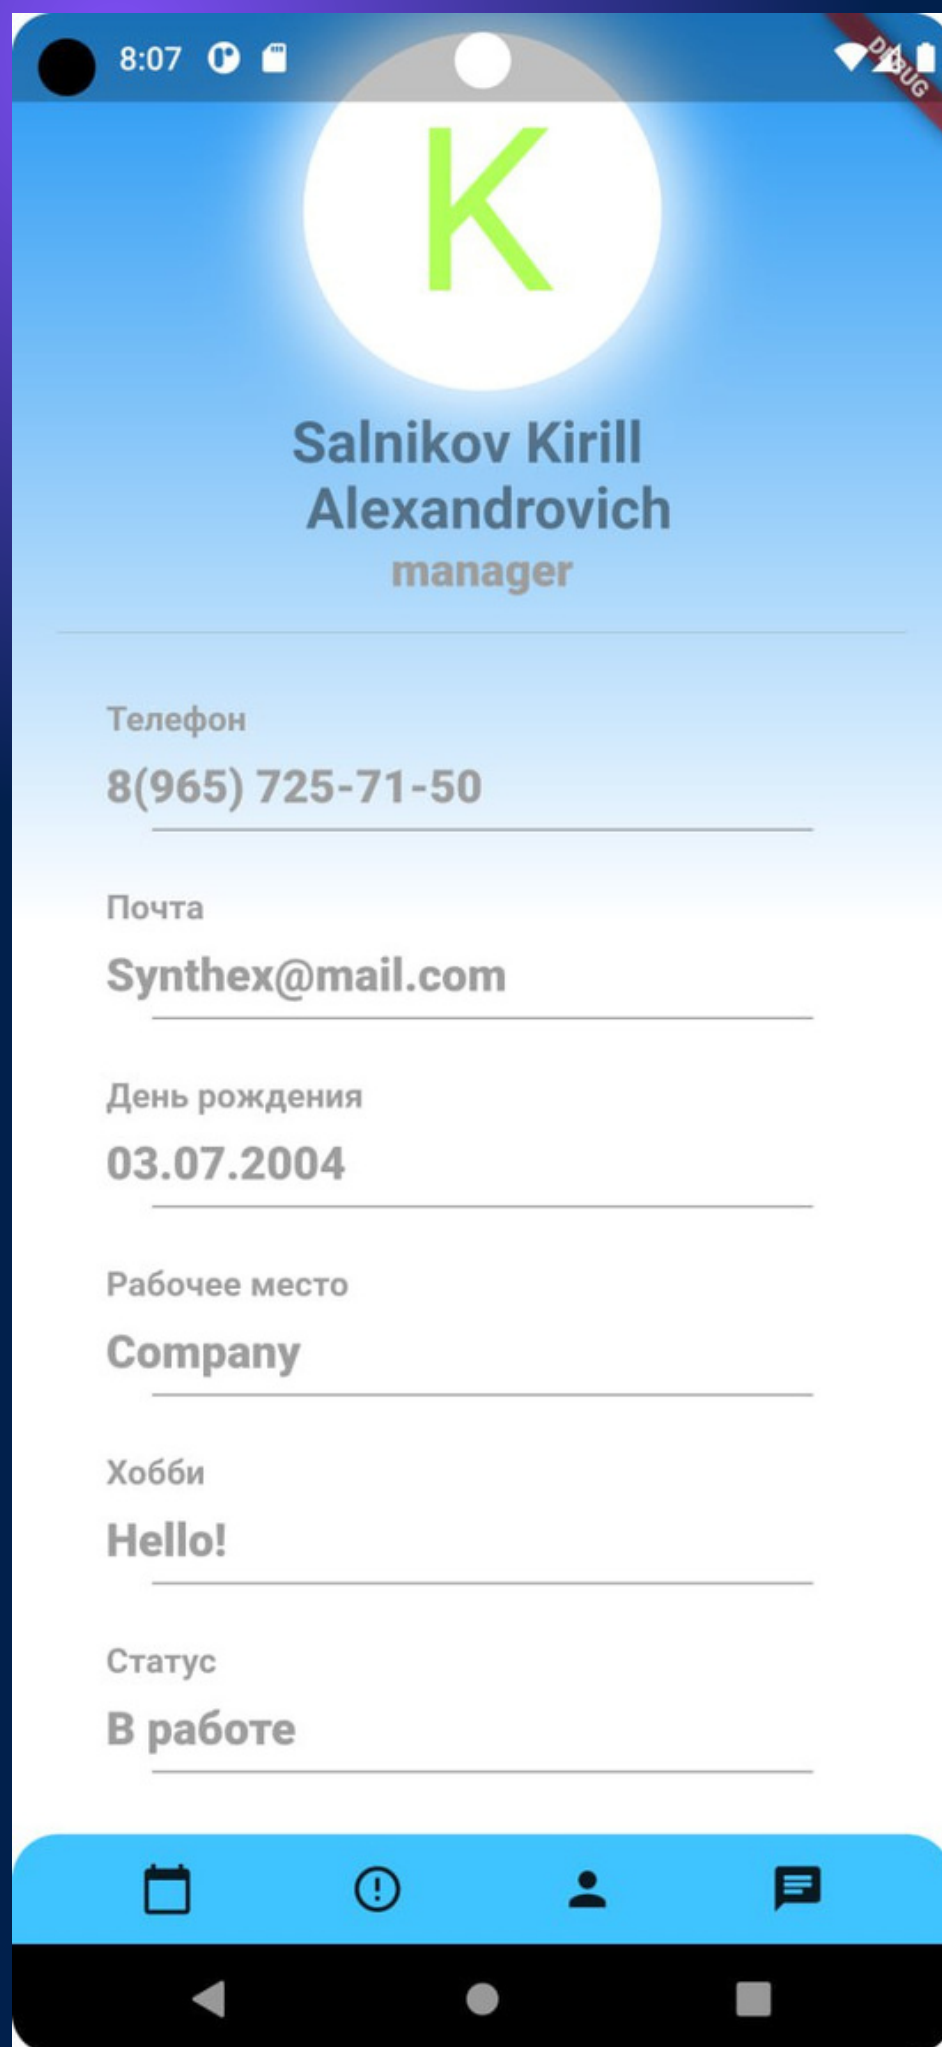 8:07
DEBUG
K
Salnikov Kirill
Alexandrovich
manager
Телефон
8(965) 725-71-50
Почта
Synthex@mail.com
День рождения
03.07.2004
Рабочее место
Company
Хобби
Hello!
Статус
В работе